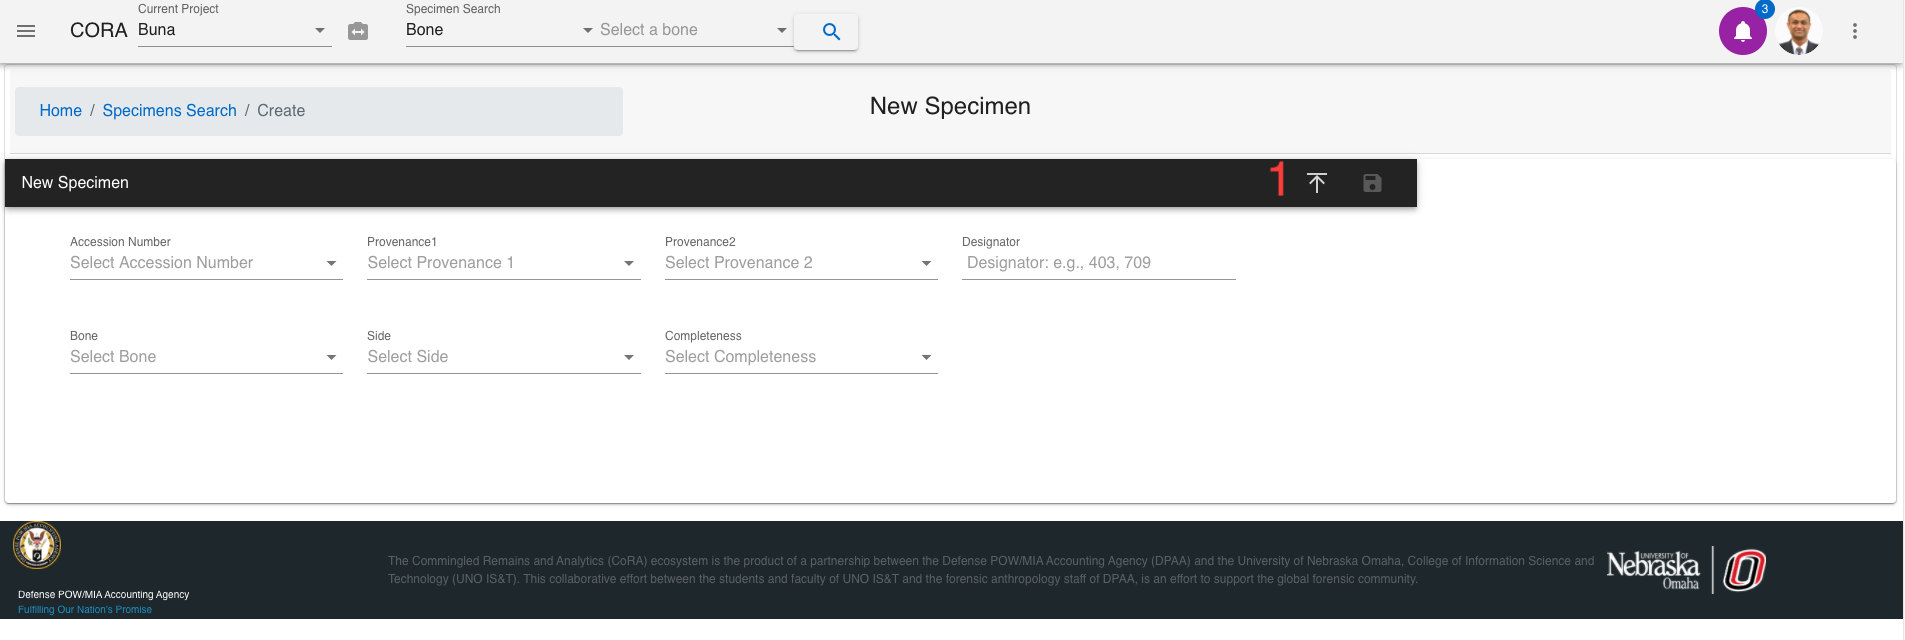 Current Project
Specimen Search
CORA Buna Bone Select a bone 3
Home / Specimens Search / Create
New Specimen
New Specimen 1
Accession Number Provenance1 Provenance2 Designator
Select Accession Number Select Provenance 1 Select Provenance 2 Designator: e.g., 403, 709
Bone Side Completeness
Select Bone Select Side Select Completeness
The Commingled Remains and Analytics (CoRA) ecosystem is the product of a partnership between the Defense POW/MIA Accounting Agency (DPAA) and the University of Nebraska Omaha, College of Information Science and
Technology (UNO IS&T). This collaborative effort between the students and faculty of UNO IS&T and the forensic anthropology staff of DPAA, is an effort to support the global forensic community.
UNIVERSITY OF
Nebraska
Omaha
O
Defense POW/MIA Accounting Agency
Fulfilling Our Nation's Promise